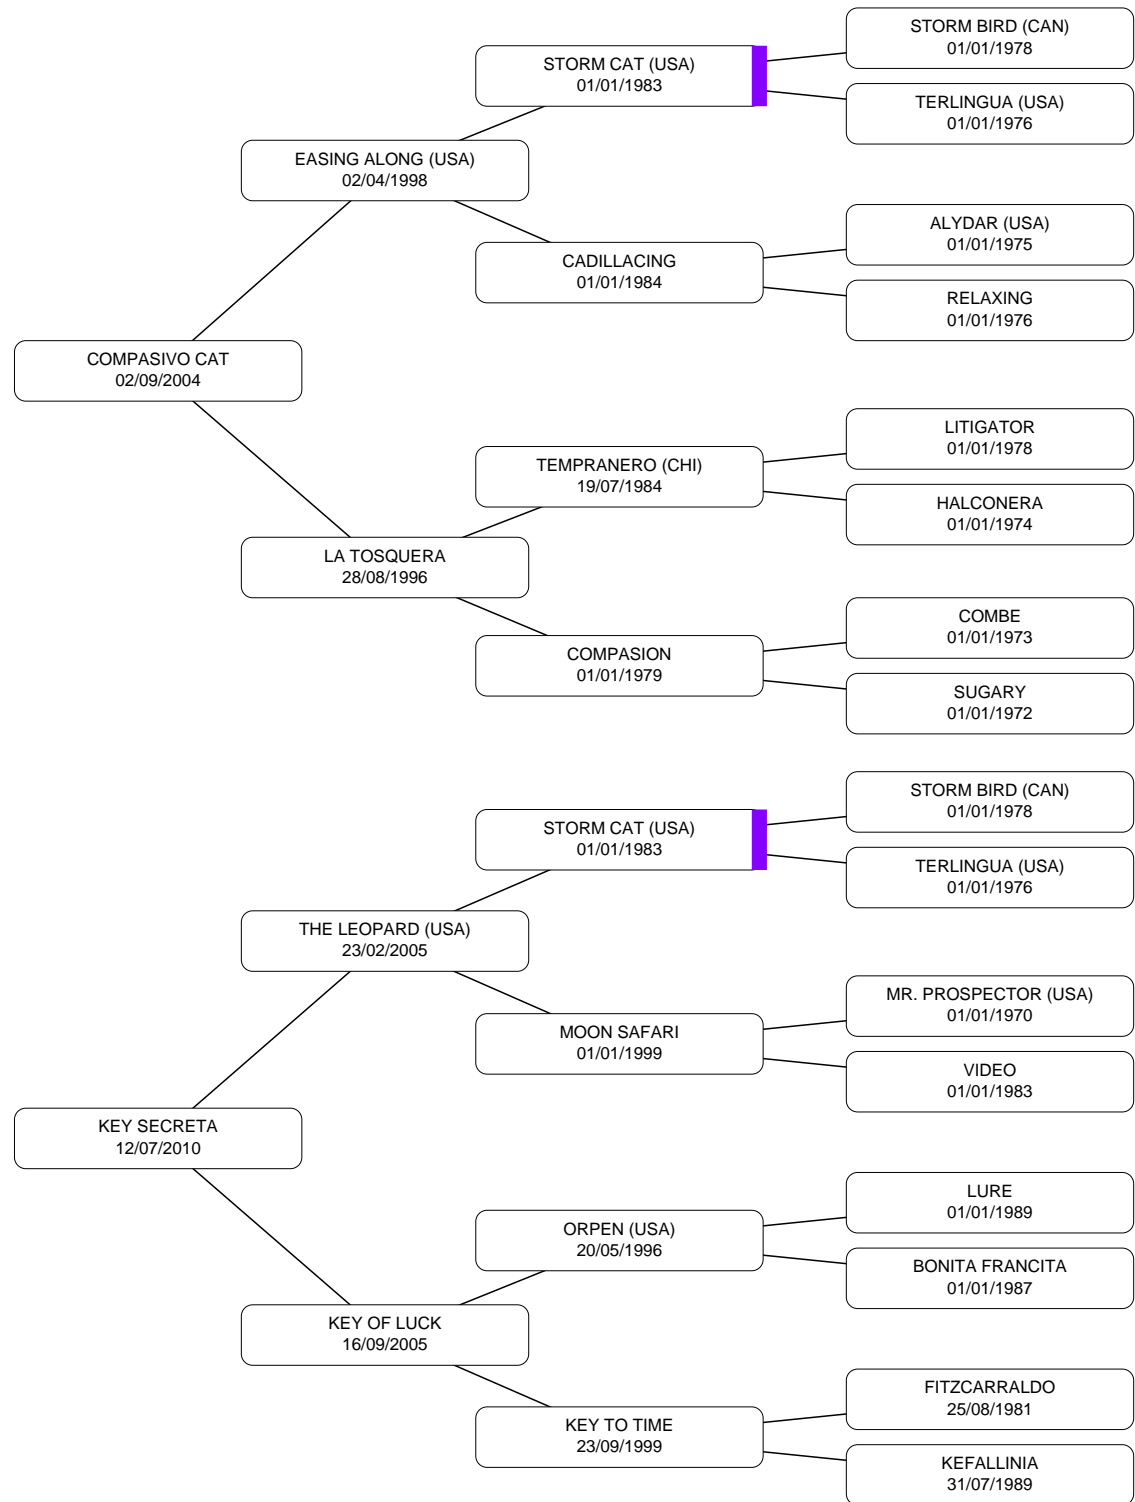 STORM BIRD (CAN)
01/01/1978
STORM CAT (USA)
01/01/1983
TERLINGUA (USA)
01/01/1976
EASING ALONG (USA)
02/04/1998
ALYDAR (USA)
01/01/1975
CADILLACING
01/01/1984
RELAXING
01/01/1976
COMPASIVO CAT
02/09/2004
LITIGATOR
01/01/1978
TEMPRANERO (CHI)
19/07/1984
HALCONERA
01/01/1974
LA TOSQUERA
28/08/1996
COMBE
01/01/1973
COMPASION
01/01/1979
SUGARY
01/01/1972
STORM BIRD (CAN)
01/01/1978
STORM CAT (USA)
01/01/1983
TERLINGUA (USA)
01/01/1976
THE LEOPARD (USA)
23/02/2005
MR. PROSPECTOR (USA)
01/01/1970
MOON SAFARI
01/01/1999
VIDEO
01/01/1983
KEY SECRETA
12/07/2010
LURE
01/01/1989
ORPEN (USA)
20/05/1996
BONITA FRANCITA
01/01/1987
KEY OF LUCK
16/09/2005
FITZCARRALDO
25/08/1981
KEY TO TIME
23/09/1999
KEFALLINIA
31/07/1989